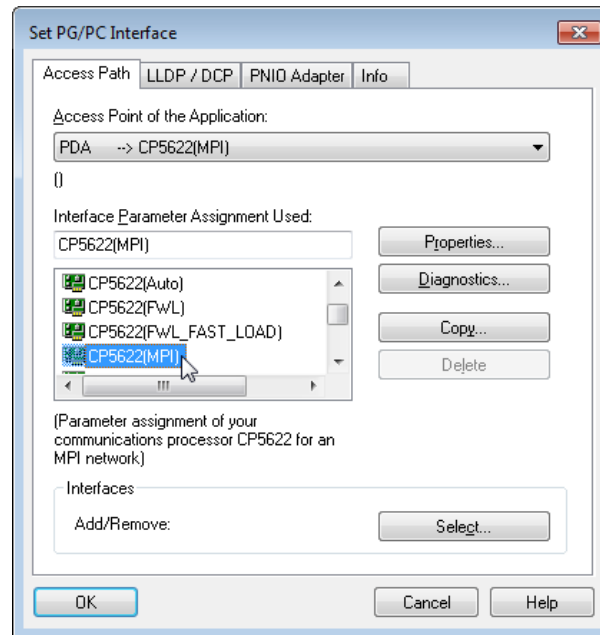 Set PG/PC Interface
Access Path
LLDP / DCP
PNIO Adapter
Info
Access Point of the Application:
PDA --> CP5622(MPI)
()
Interface Parameter Assignment Used:
CP5622(MPI)
Properties...
CP5622(Auto)
Diagnostics...
CP5622(FWL)
CP5622(FWL_FAST_LOAD)
Copy...
CP5622(MPI)
Delete
(Parameter assignment of your
communications processor CP5622 for an
MPI network)
Interfaces
Add/Remove:
Select...
OK
Cancel
Help